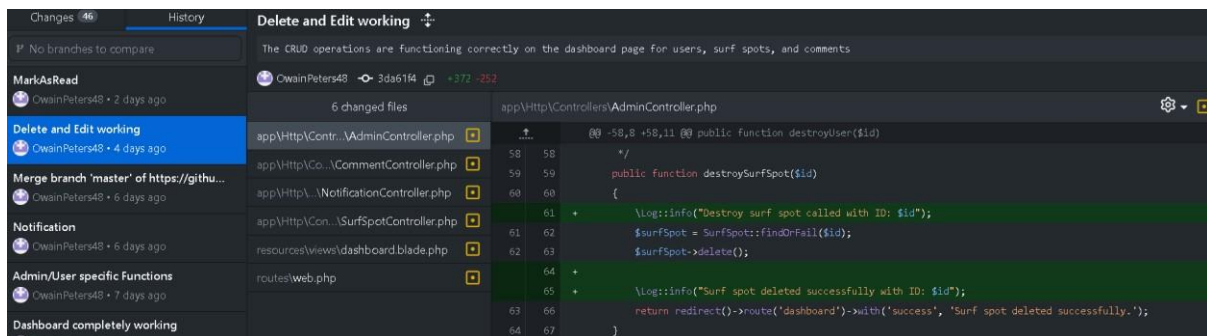 Changes 46 History
No branches to compare
MarkAsRead
OwainPeters48 • 2 days ago
Delete and Edit working
OwainPeters48 • 4 days ago
Merge branch 'master' of https://githu...
OwainPeters48 • 6 days ago
Notification
OwainPeters48 • 6 days ago
Admin/User specific Functions
OwainPeters48 • 7 days ago
Dashboard completely working
Delete and Edit working
The CRUD operations are functioning correctly on the dashboard page for users, surf spots, and comments
OwainPeters48 3da61f4 +372 -252
6 changed files
app\Http\Contr...\AdminController.php
app\Http\Co...\CommentController.php
app\Http\...\NotificationController.php
app\Http\Con...\SurfSpotController.php
resources\views\dashboard.blade.php
routes\web.php
app\Http\Controllers\AdminController.php
@@ -58,8 +58,11 @@ public function destroyUser($id)
58 58 */
59 59 public function destroySurfSpot($id)
60 60 {
61 + \Log::info("Destroy surf spot called with ID: $id");
61 62 $surfSpot = SurfSpot::findOrFail($id);
62 63 $surfSpot->delete();
64 +
65 + \Log::info("Surf spot deleted successfully with ID: $id");
63 66 return redirect()->route('dashboard')->with('success', 'Surf spot deleted successfully.');
64 67 }